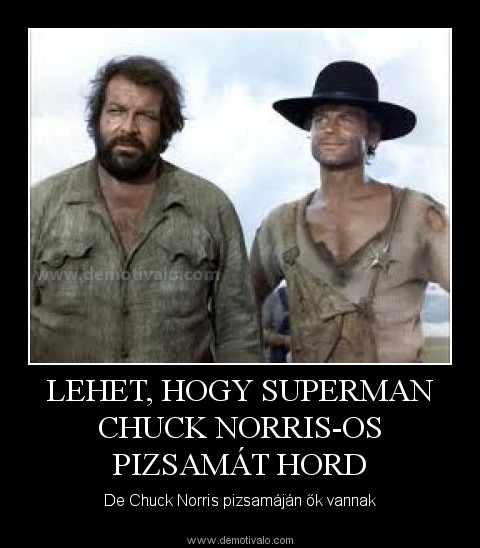 www.demotivalo.com
LEHET, HOGY SUPERMAN
CHUCK NORRIS-OS
PIZSAMÁT HORD
De Chuck Norris pizsamáján ők vannak
www.demotivalo.com